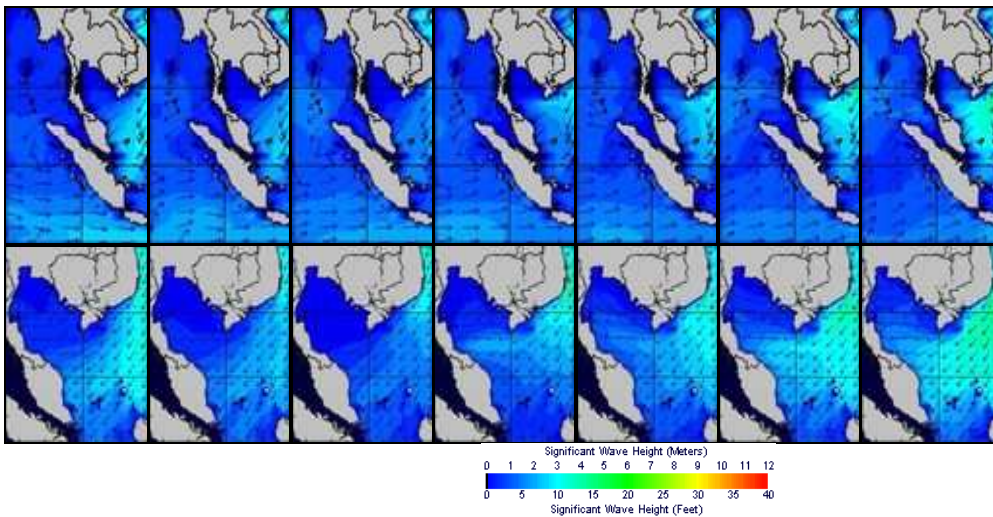 Significant Wave Height (Meters)
0 1 2 3 4 5 6 7 8 9 10 11 12
0 5 10 15 20 25 30 35 40
Significant Wave Height (Feet)